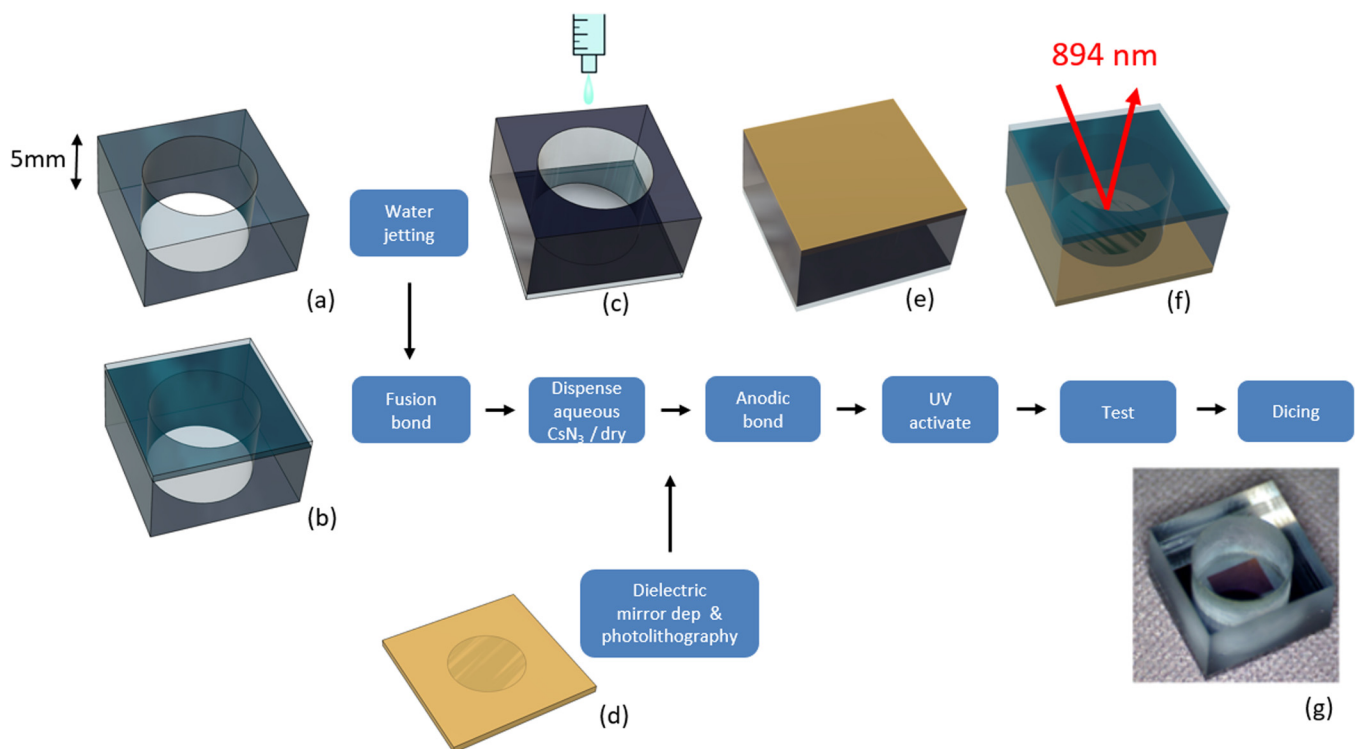 894 nm
5mm
Water
jetting
(a)
(c)
(e)
(f)
Fusion
bond
Dispense
aqueous
CsN₃ / dry
Anodic
bond
UV
activate
Test
Dicing
(b)
Dielectric
mirror dep &
photolithography
(d)
(g)